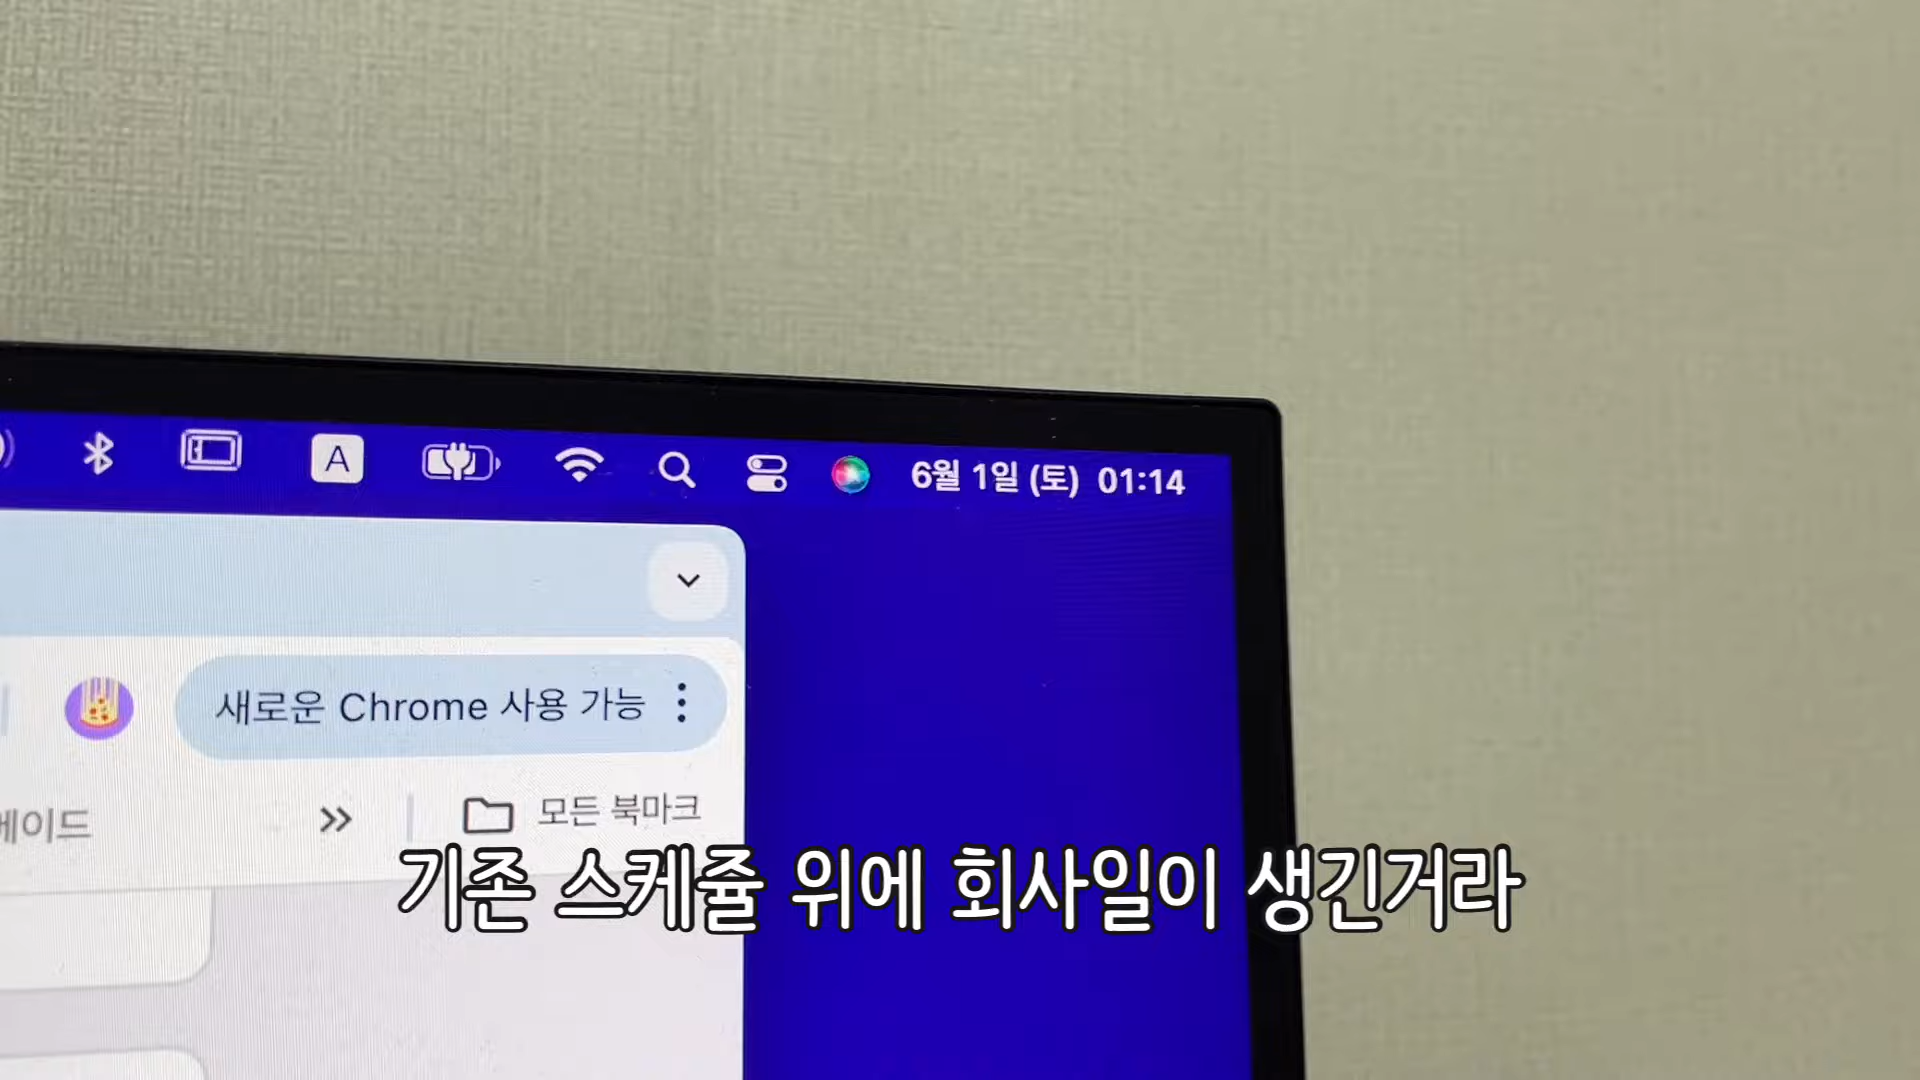 A
6월 1일 (토) 01:14
새로운 Chrome 사용 가능
모든 북마크
기존 스케쥴 위에 회사일이 생긴거라